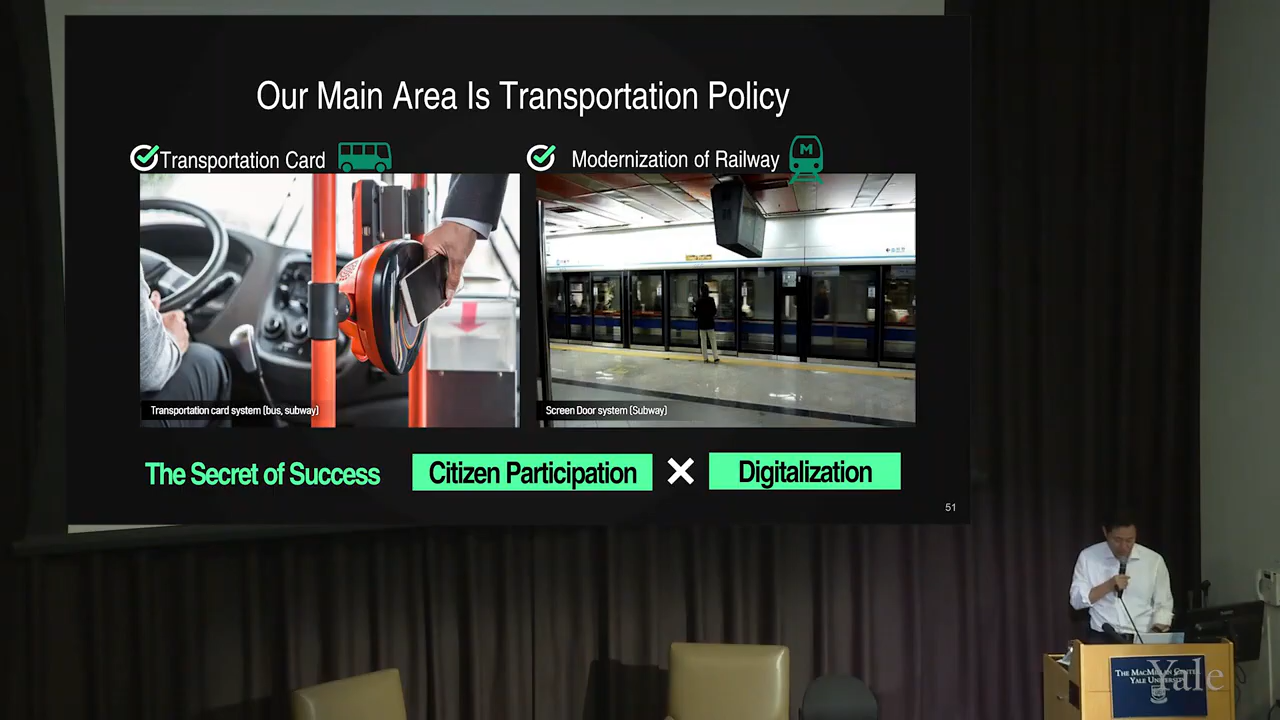 Our Main Area Is Transportation Policy
Transportation Card
Modernization of Railway
M
Transportation card system (bus, subway)
Screen Door system (Subway)
The Secret of Success
Citizen Participation
Digitalization
51
THE MACMILLAN CENTER
YALE UNIVERSITY
Yale